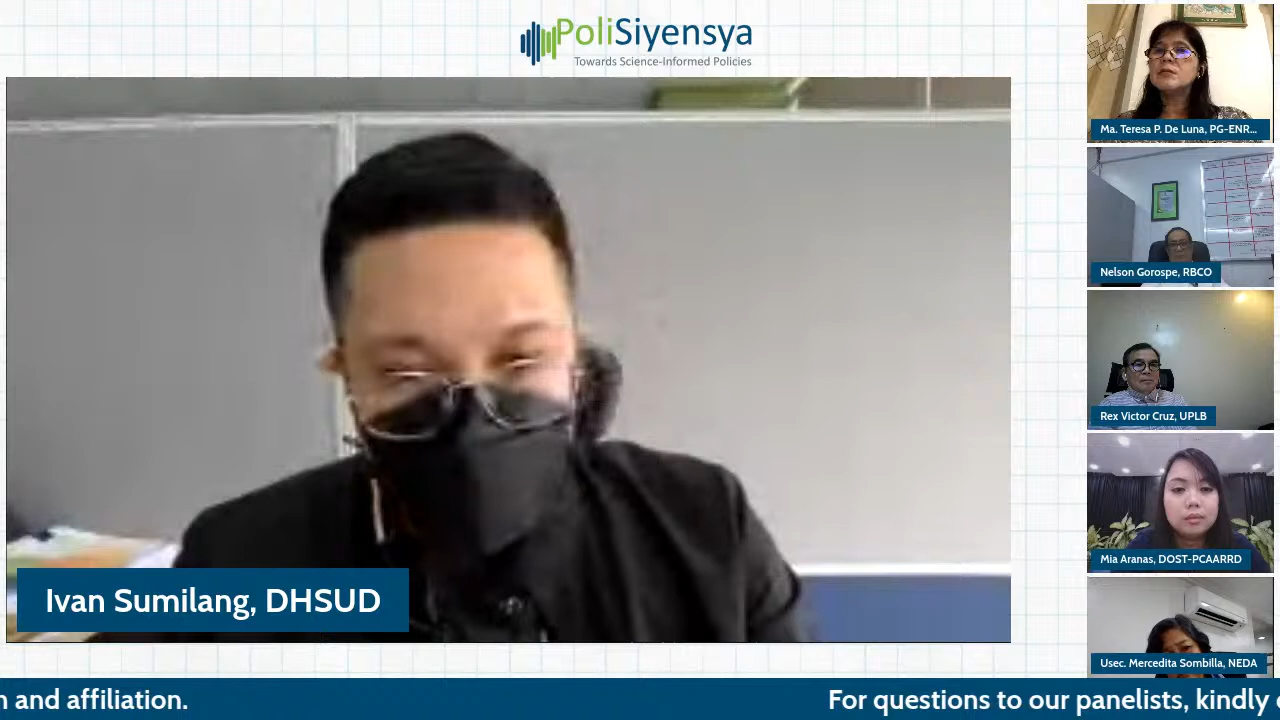 PoliSiyensya
Towards Science-Informed Policies
Ma. Teresa P. De Luna, PG-ENR...
Nelson Gorospe, RBCO
Rex Victor Cruz, UPLB
Mia Aranas, DOST-PCAARRD
Usec. Mercedita Sombilla, NEDA
Ivan Sumilang, DHSUD
and affiliation.
For questions to our panelists, kindly